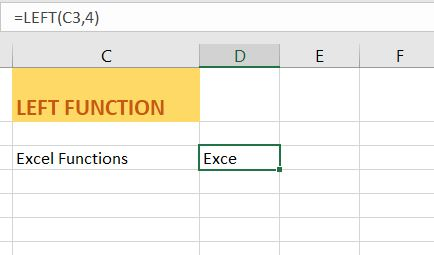 =LEFT(C3,4)
C D E F
LEFT FUNCTION
Excel Functions Exce